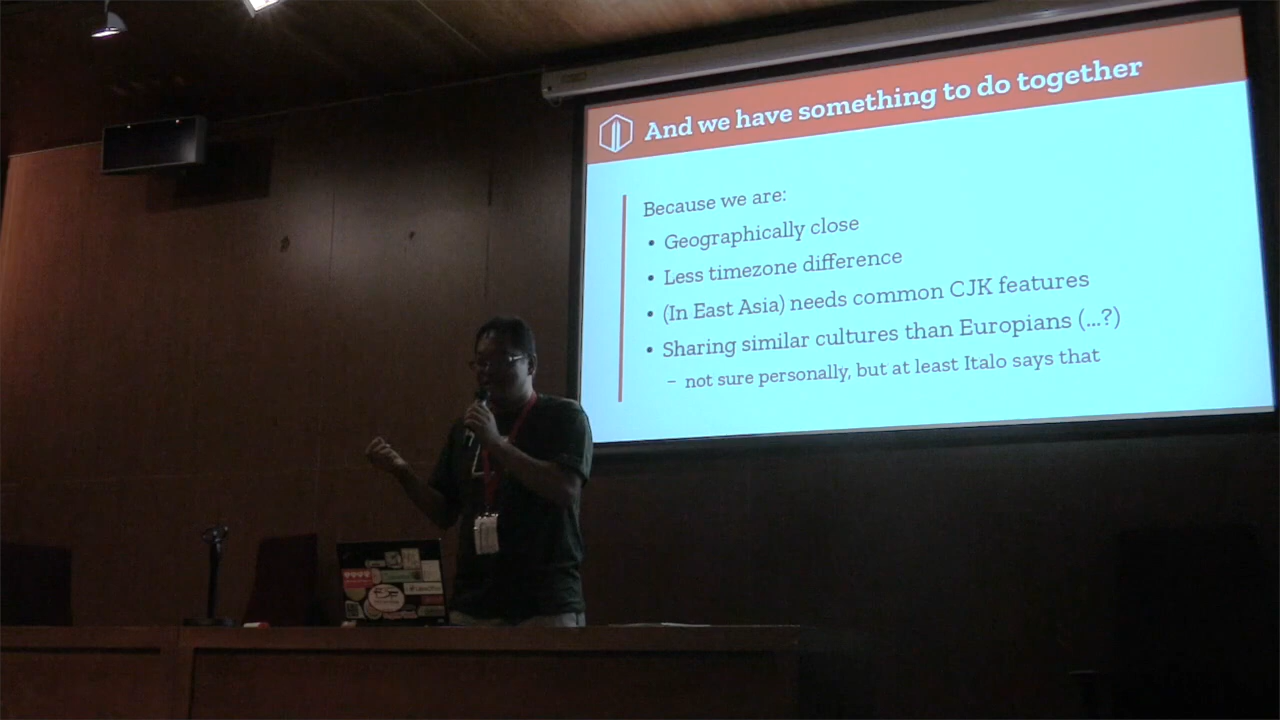 And we have something to do together
Because we are:
• Geographically close
• Less timezone difference
• (In East Asia) needs common CJK features
• Sharing similar cultures than Europians (...?)
– not sure personally, but at least Italo says that